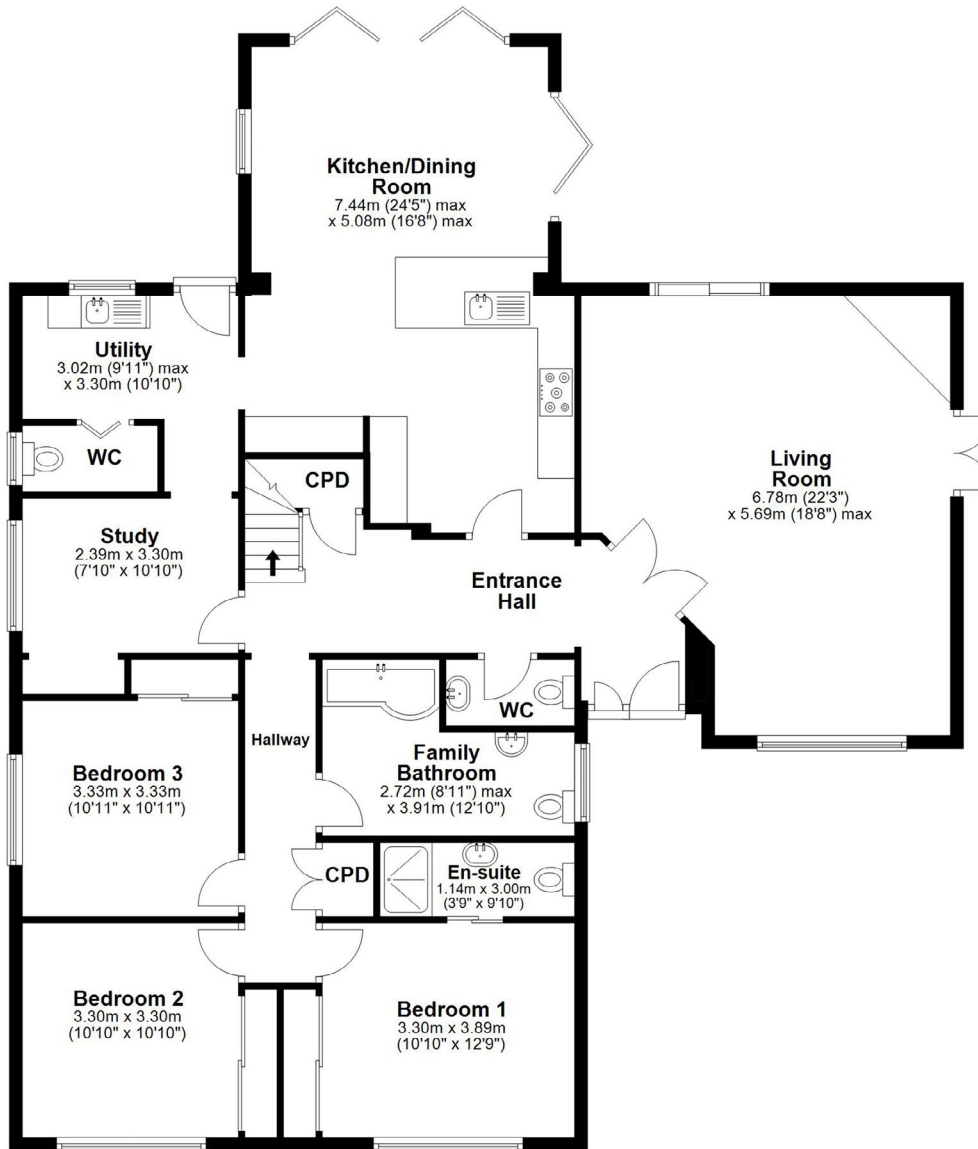 Kitchen/Dining
Room
7.44m (24'5") max
x 5.08m (16'8") max
Utility
3.02m (9'11") max
x 3.30m (10'10")
WC
CPD
Living
Room
6.78m (22'3")
x 5.69m (18'8") max
Study
2.39m x 3.30m
(7'10" x 10'10")
Entrance
Hall
WC
Hallway
Family
Bathroom
2.72m (8'11") max
x 3.91m (12'10")
Bedroom 3
3.33m x 3.33m
(10'11" x 10'11")
CPD
En-suite
1.14m x 3.00m
(3'9" x 9'10")
Bedroom 2
3.30m x 3.30m
(10'10" x 10'10")
Bedroom 1
3.30m x 3.89m
(10'10" x 12'9")